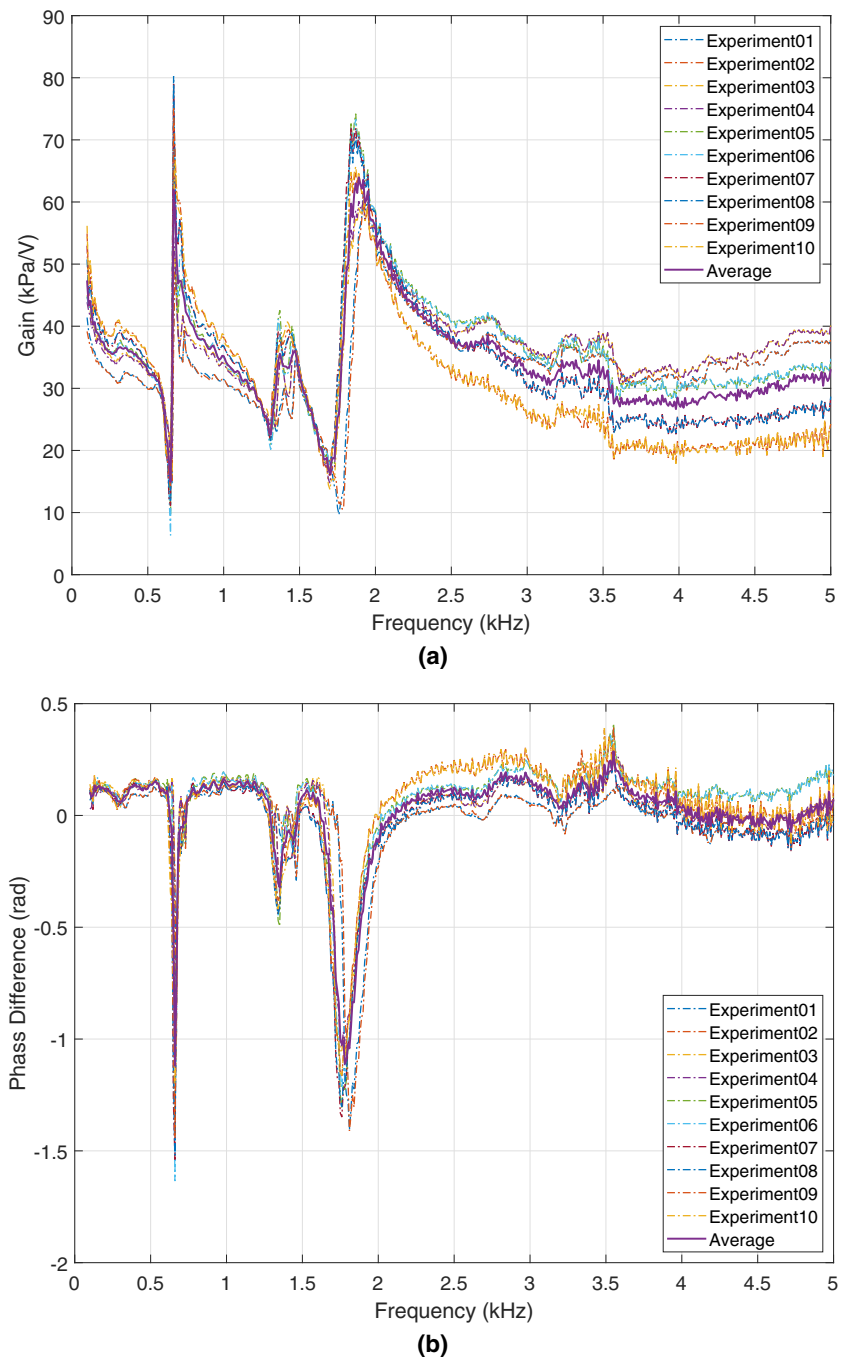 90
80
70
60
50
40
30
20
10
0
Gain (kPa/V)
0 0.5 1 1.5 2 2.5 3 3.5 4 4.5 5
Frequency (kHz)
Experiment01
Experiment02
Experiment03
Experiment04
Experiment05
Experiment06
Experiment07
Experiment08
Experiment09
Experiment10
Average
(a)
0.5
0
-0.5
-1
-1.5
-2
Phass Difference (rad)
0 0.5 1 1.5 2 2.5 3 3.5 4 4.5 5
Frequency (kHz)
Experiment01
Experiment02
Experiment03
Experiment04
Experiment05
Experiment06
Experiment07
Experiment08
Experiment09
Experiment10
Average
(b)